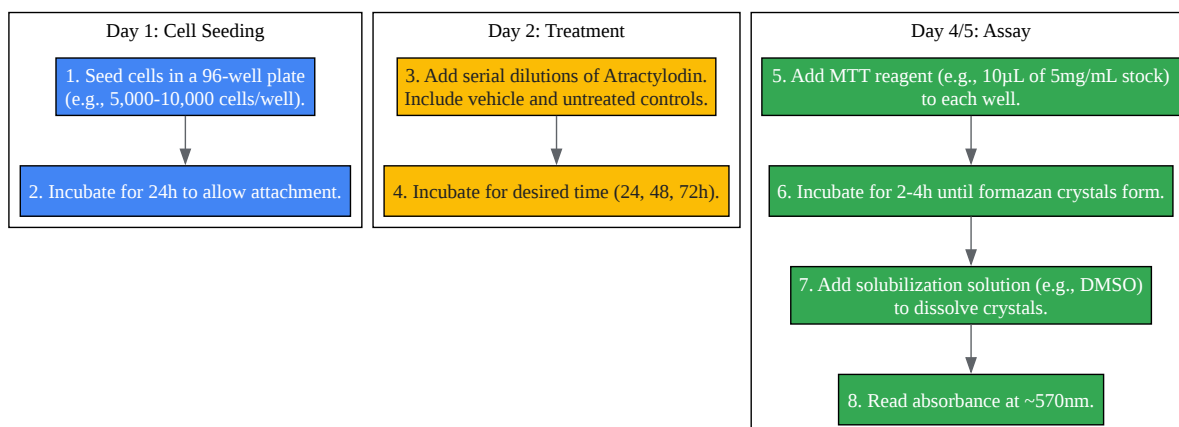 Day 1: Cell Seeding
1. Seed cells in a 96-well plate
(e.g., 5,000-10,000 cells/well).
2. Incubate for 24h to allow attachment.
Day 2: Treatment
3. Add serial dilutions of Atractylodin.
Include vehicle and untreated controls.
4. Incubate for desired time (24, 48, 72h).
Day 4/5: Assay
5. Add MTT reagent (e.g., 10µL of 5mg/mL stock)
to each well.
6. Incubate for 2-4h until formazan crystals form.
7. Add solubilization solution (e.g., DMSO)
to dissolve crystals.
8. Read absorbance at ~570nm.